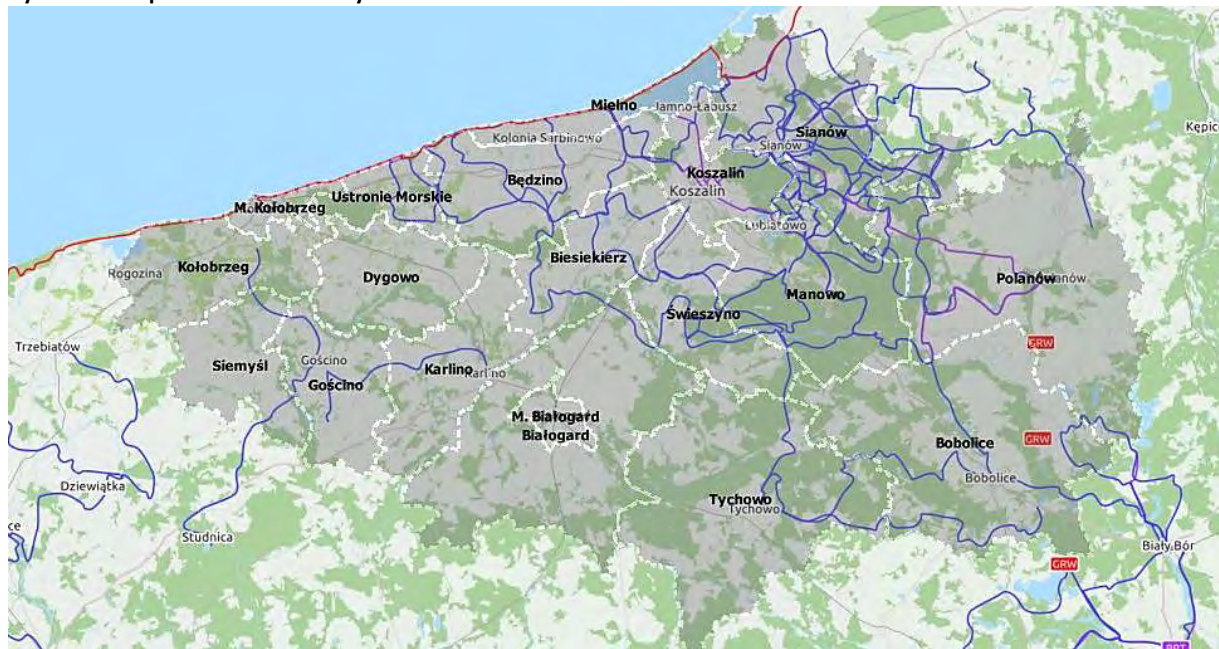 Mielno
Jamno-Łabusz
Sianów
Sianów
Kępic
Kolonia Sarbinowo
Koszalin
Koszalin
Będzino
Ustronie Morskie
M. Kołobrzeg
Lubiatowo
Biesiekierz
Kołobrzeg
Rogozina
Dygowo
Polanów
Manowo
Świeszyno
Trzebiatów
GRW
Siemyśl
Gościno
Gościno
Karlino
Karlino
M. Białogard
Białogard
Bobolice
GRW
Bobolice
Dziewiątka
Tychowo
Tychowo
ce
Studnica
Biały Bór
GRW